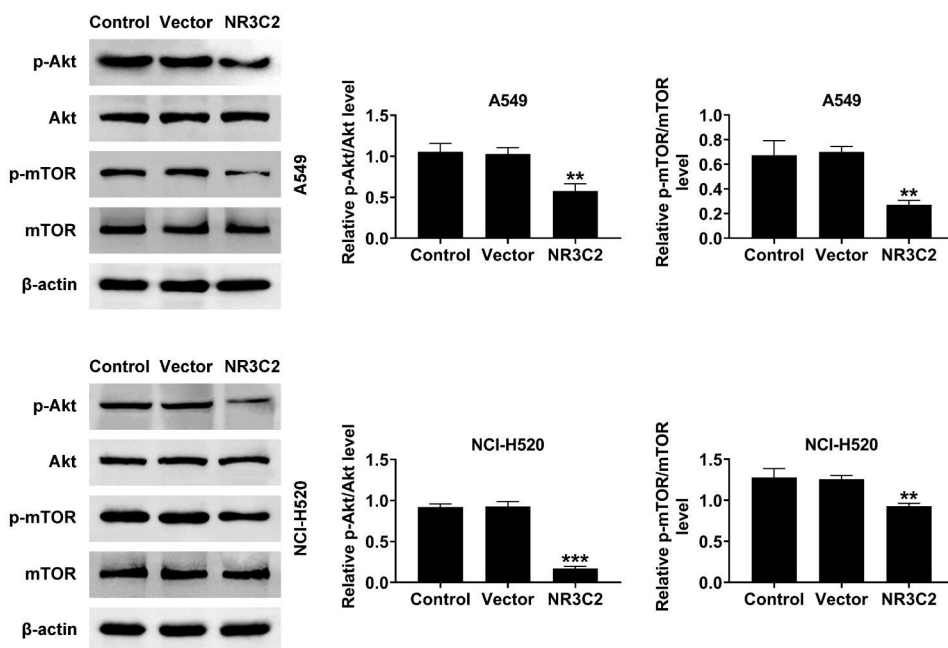 Control Vector NR3C2
p-Akt
Akt
p-mTOR
mTOR
β-actin
A549
A549
Relative p-Akt/Akt level
1.5
1.0
0.5
0.0
**
Control Vector NR3C2
A549
Relative p-mTOR/mTOR
level
1.0
0.8
0.6
0.4
0.2
0.0
**
Control Vector NR3C2
Control Vector NR3C2
p-Akt
Akt
p-mTOR
mTOR
β-actin
NCI-H520
NCI-H520
Relative p-Akt/Akt level
1.5
1.0
0.5
0.0
***
Control Vector NR3C2
NCI-H520
Relative p-mTOR/mTOR
level
1.5
1.0
0.5
0.0
**
Control Vector NR3C2